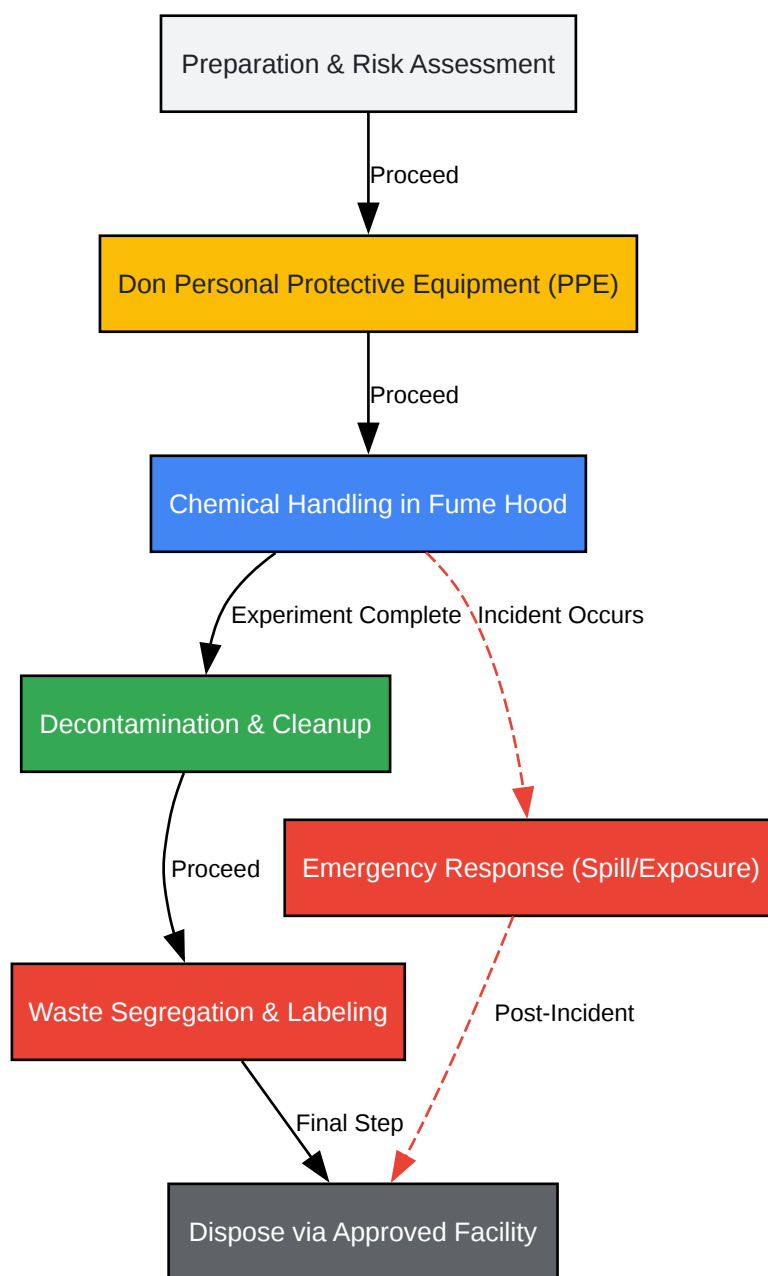 Preparation & Risk Assessment
Proceed
Don Personal Protective Equipment (PPE)
Proceed
Chemical Handling in Fume Hood
Experiment Complete
Incident Occurs
Decontamination & Cleanup
Proceed
Emergency Response (Spill/Exposure)
Waste Segregation & Labeling
Post-Incident
Final Step
Dispose via Approved Facility